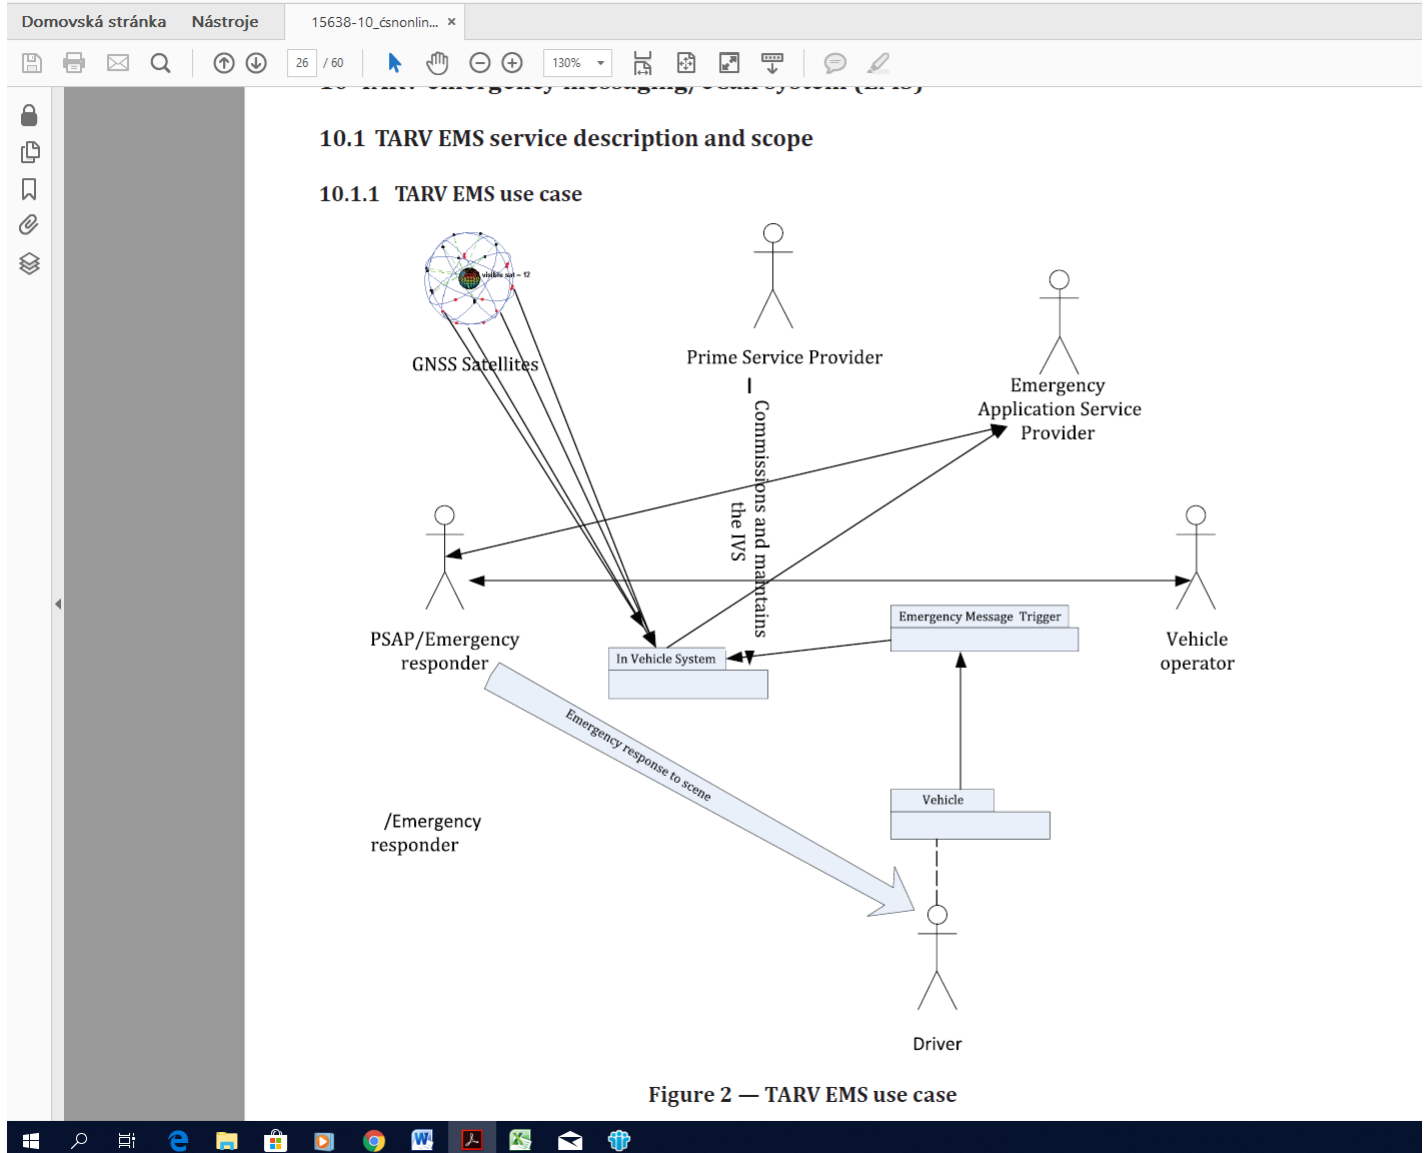 Domovská stránka Nástroje 15638-10_ćsnonlin... ×
26 / 60 130%
10.1 TARV EMS service description and scope
10.1.1 TARV EMS use case
visible sat = 12
GNSS Satellites
Prime Service Provider
Emergency
Application Service
Provider
Commissions and maintains
the IVS
PSAP/Emergency
responder
Emergency Message Trigger
Vehicle
operator
In Vehicle System
Emergency response to scene
Vehicle
/Emergency
responder
Driver
Figure 2 — TARV EMS use case